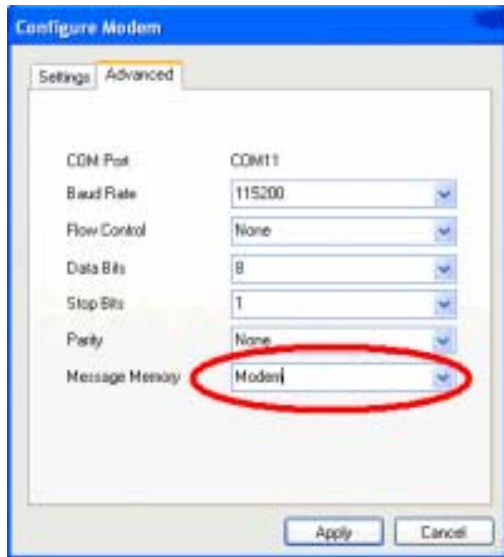 Configure Modem
Settings Advanced
COM Port COM11
Baud Rate 115200
Flow Control None
Data Bits 8
Stop Bits 1
Parity None
Message Memory Modem
Apply Cancel